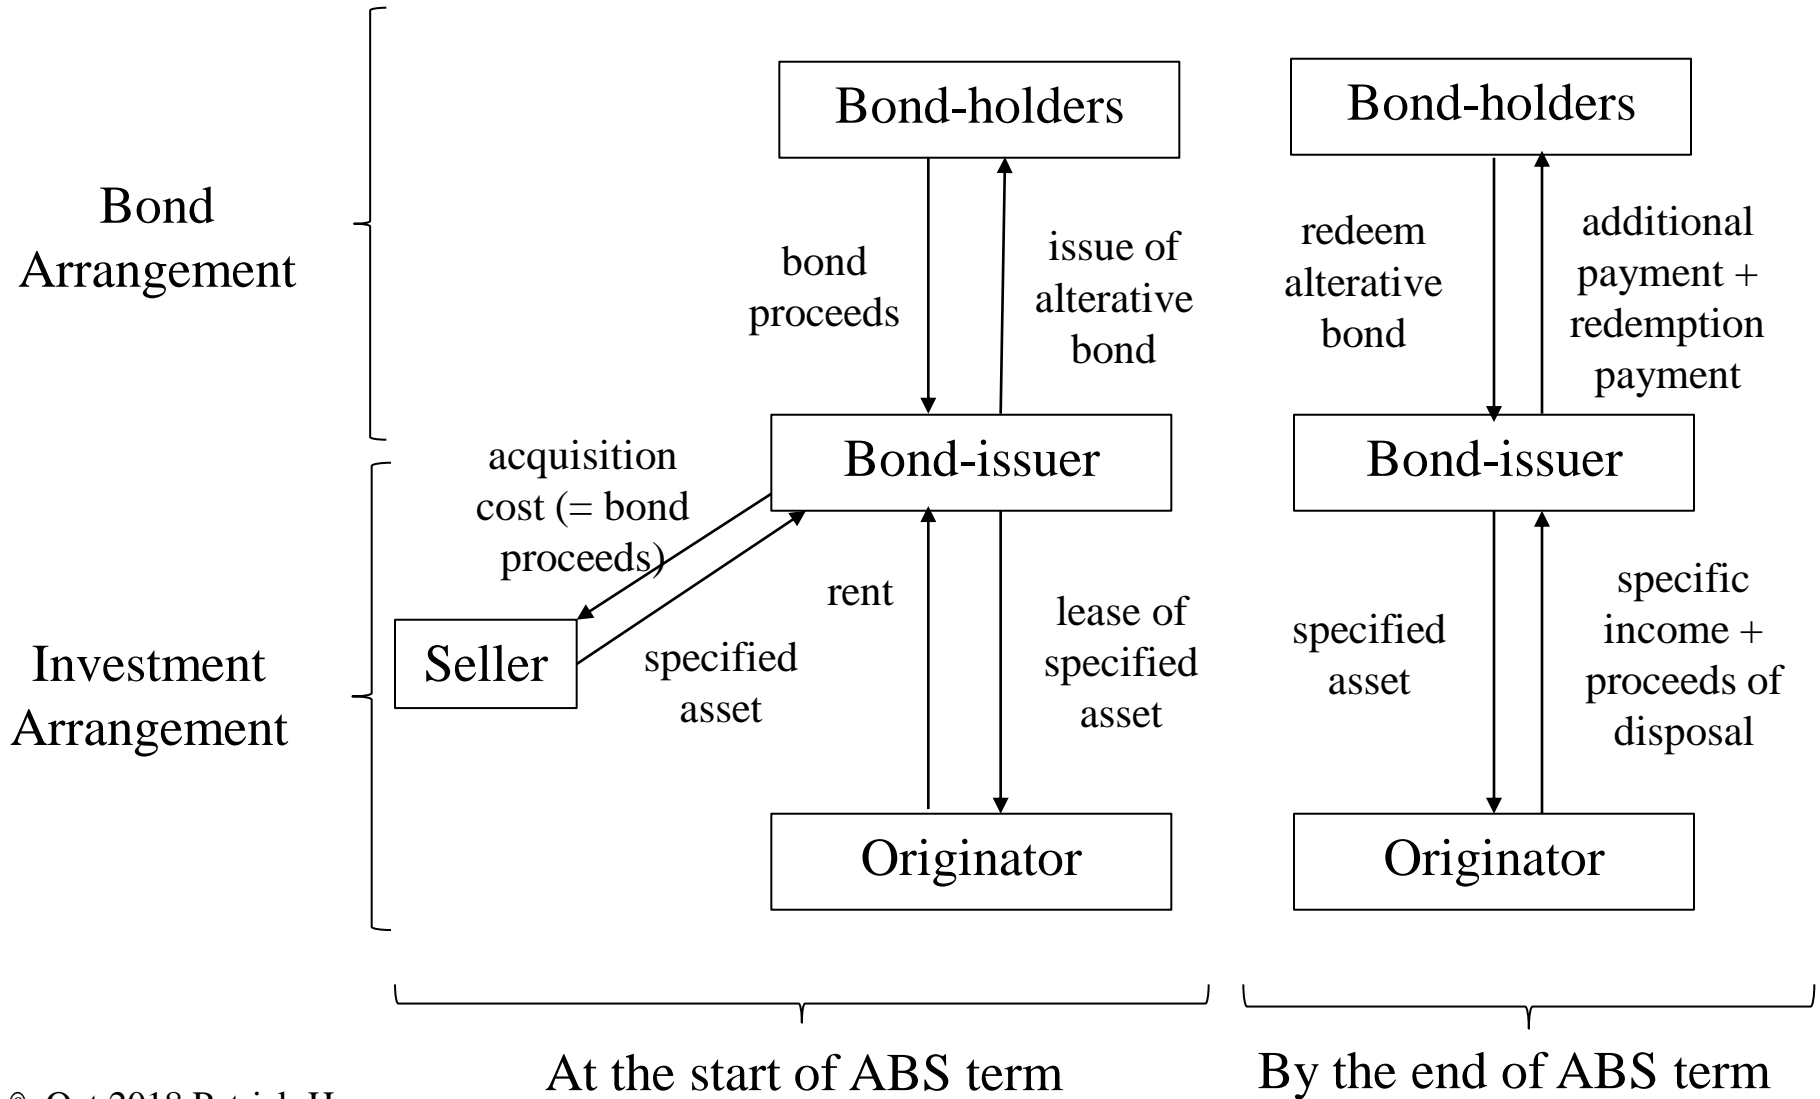 Bond
Arrangement
Bond-holders
bond
proceeds
issue of
alterative
bond
Bond-issuer
Bond-holders
redeem
alterative
bond
additional
payment +
redemption
payment
Bond-issuer
Investment
Arrangement
acquisition
cost (= bond
proceeds)
Seller
specified
asset
rent
lease of
specified
asset
Originator
specified
asset
specific
income +
proceeds of
disposal
Originator
At the start of ABS term
By the end of ABS term
Oct 2018 Patrick